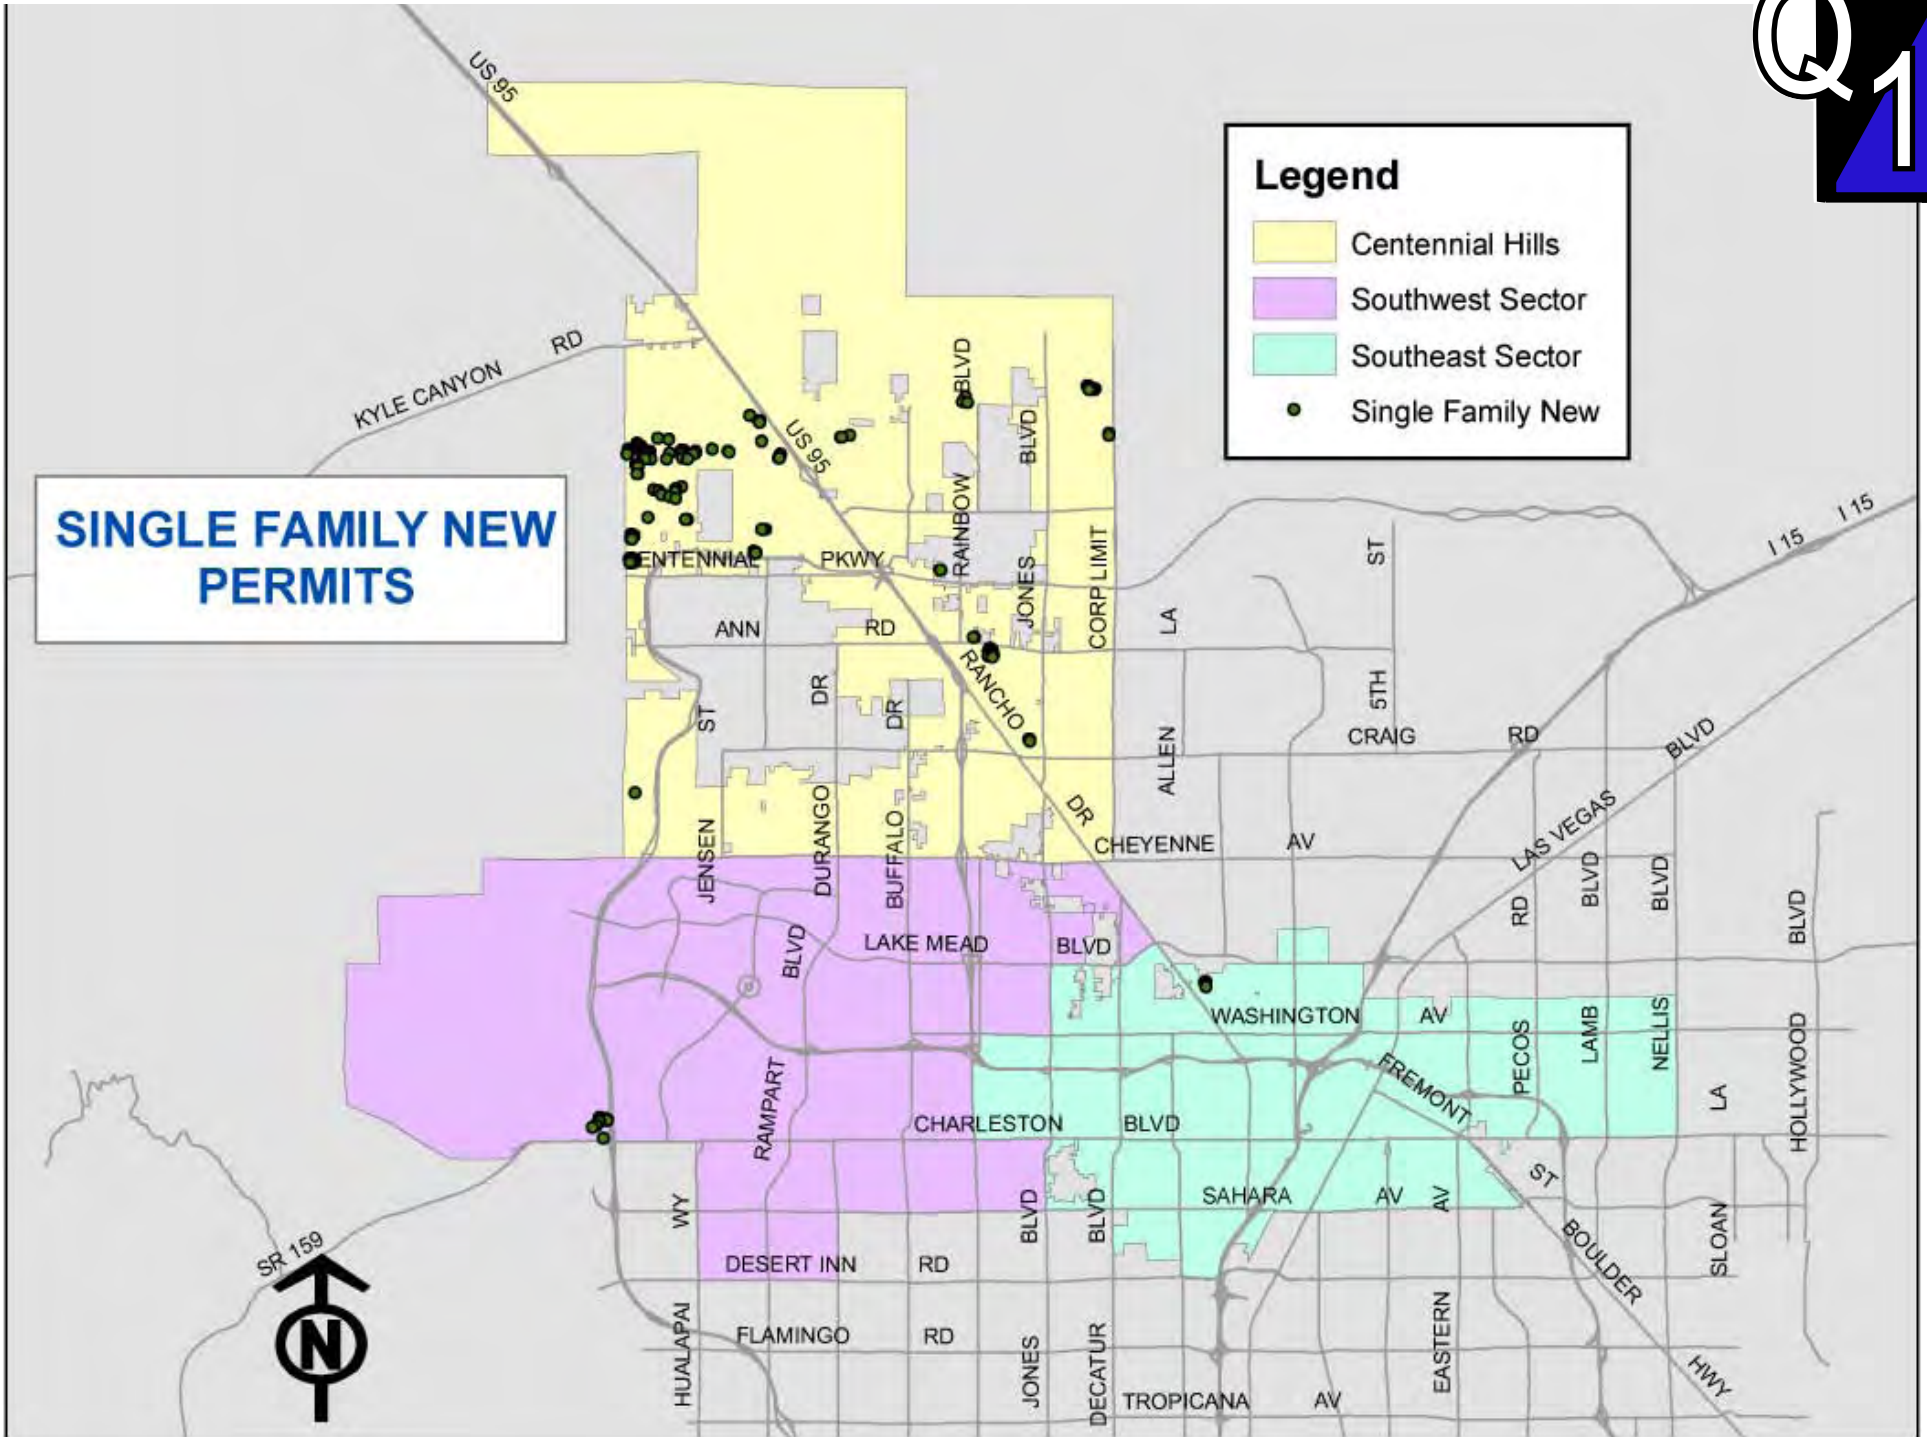 Q
1
US 95
Legend
Centennial Hills
Southwest Sector
Southeast Sector
Single Family New
KYLE CANYON RD
BLVD
US 95
BLVD
SINGLE FAMILY NEW
PERMITS
RAINBOW
I 15
I 15
ENTENNIAL PKWY
ST
JONES
CORP LIMIT
LA
ANN RD
RANCHO
5TH
ST
DR
DR
CRAIG RD
BLVD
ALLEN
DR
LAS VEGAS
CHEYENNE AV
JENSEN
DURANGO
BUFFALO
RD
BLVD
BLVD
BLVD
LAKE MEAD BLVD
BLVD
WASHINGTON AV
PECOS
LAMB
NELLIS
HOLLYWOOD
FREMONT
LA
RAMPART
CHARLESTON BLVD
ST
SAHARA AV
AV
WY
BLVD
BLVD
SLOAN
SR 159
DESERT INN RD
BOULDER
N
HUALAPAI
FLAMINGO RD
JONES
DECATUR
EASTERN
HWY
TROPICANA AV